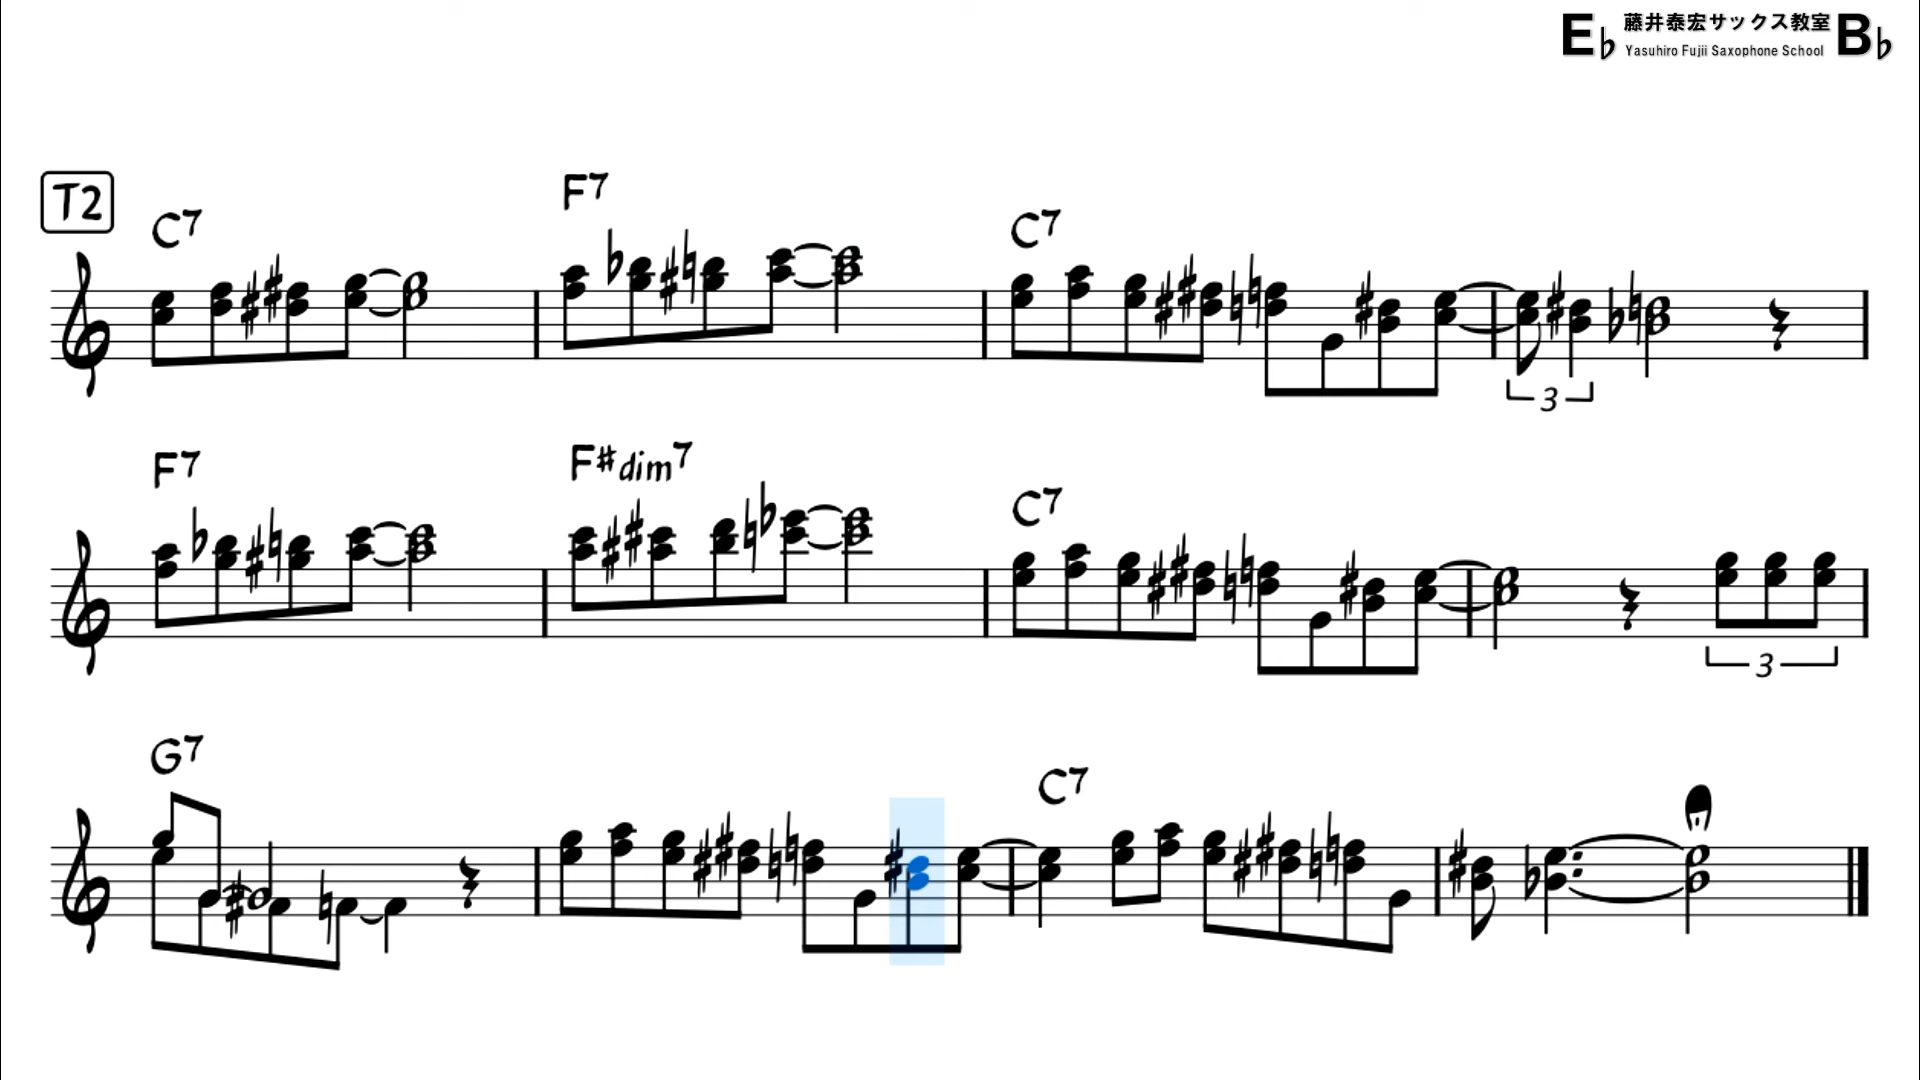 E♭ 藤井泰宏サックス教室 B♭
Yasuhiro Fujii Saxophone School
T2
C7 F7 C7
3
F7 F#dim7 C7
3
G7 C7